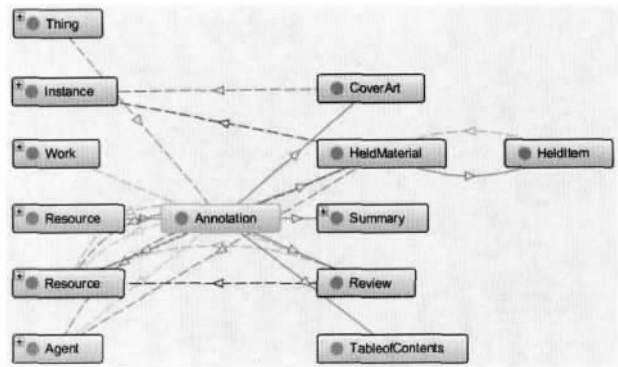 Thing
Instance
CoverArt
Work
HeldMaterial
HeldItem
Resource
Annotation
Summary
Resource
Review
Agent
TableofContents